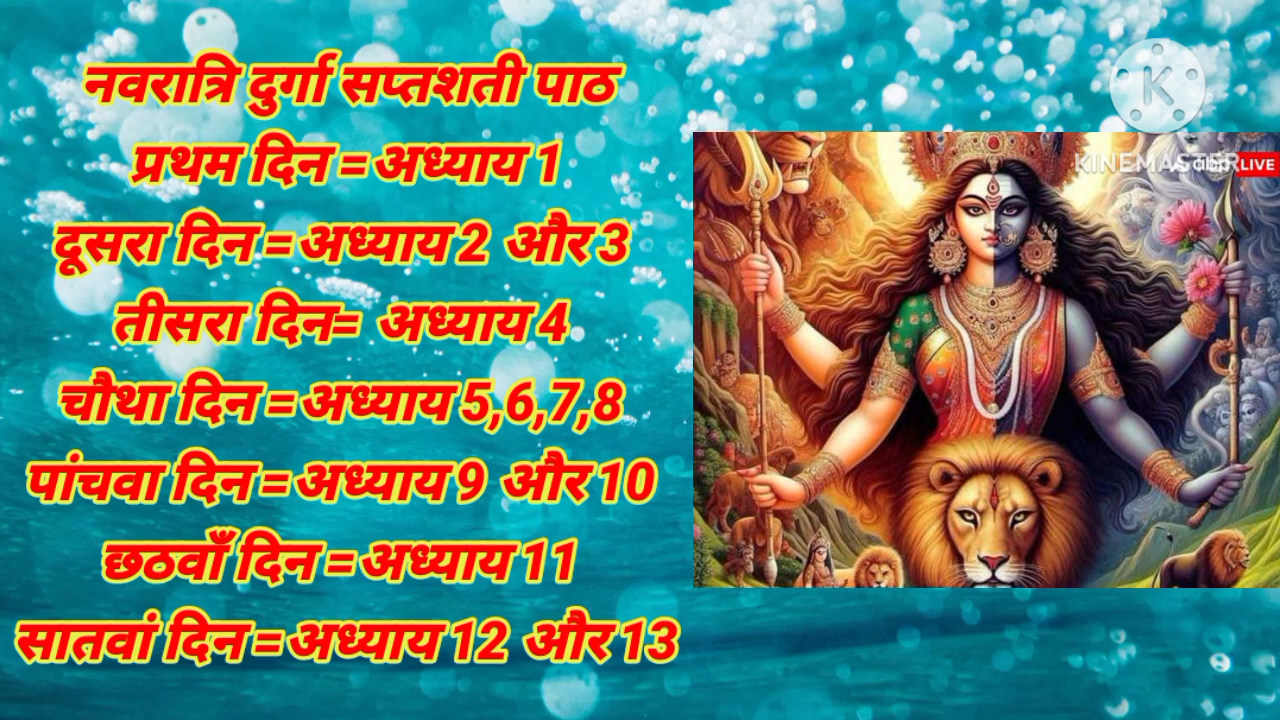 नवरात्रि दुर्गा सप्तशती पाठ
प्रथम दिन = अध्याय 1
दूसरा दिन = अध्याय 2 और 3
तीसरा दिन= अध्याय 4
चौथा दिन = अध्याय 5,6,7,8
पांचवा दिन = अध्याय 9 और 10
छठवाँ दिन = अध्याय 11
सातवां दिन = अध्याय 12 और 13
K
KINEMASTER
abp LIVE